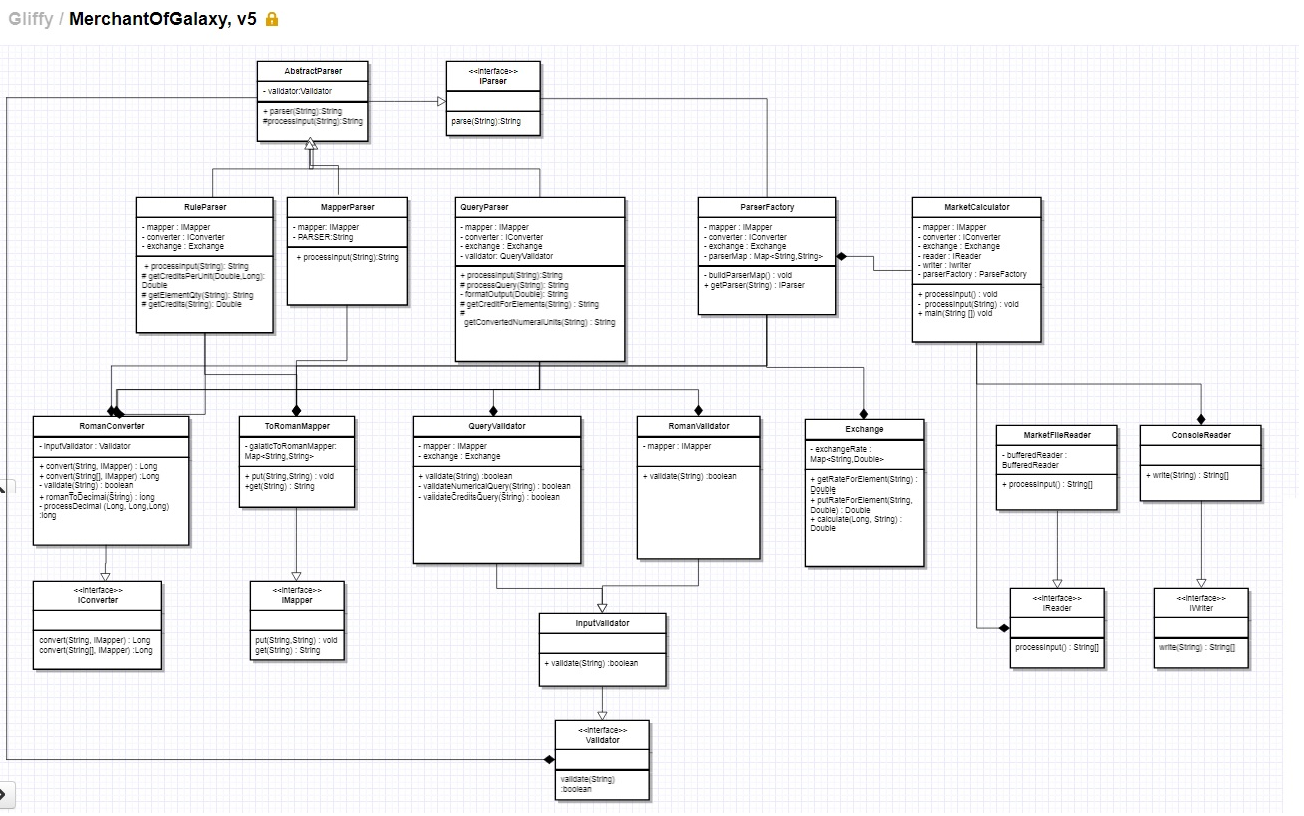 Gliffy / MerchantOfGalaxy, v5
AbstractParser
- validator:Validator
+ parser(String):String
#processInput(String):String
<<interface>>
IParser
parse(String):String
RuleParser
- mapper : IMapper
- converter : IConverter
- exchange : Exchange
+ processInput(String): String
# getCreditsPerUnit(Double,Long):
Double
# getElementQty(String): String
# getCredits(String): Double
MapperParser
- mapper: IMapper
- PARSER:String
+ processInput(String):String
QueryParser
- mapper : IMapper
- converter : IConverter
- exchange : Exchange
- validator: QueryValidator
+ processInput(String):String
# processQuery(String): String
- formatOutput(Double): String
# getCreditForElements(String) : String
#
getConvertedNumeralUnits(String) : String
ParserFactory
- mapper : IMapper
- converter : IConverter
- exchange : Exchange
- parserMap : Map<String,String>
- buildParserMap() : void
+ getParser(String) : IParser
MarketCalculator
- mapper : IMapper
- converter : IConverter
- exchange : Exchange
- reader : IReader
- writer : Iwriter
- parserFactory : ParseFactory
+ processInput() : void
- processInput(String) : void
+ main(String []) void
RomanConverter
- InputValidator : Validator
+ convert(String, IMapper) : Long
+ convert(String[], IMapper) :Long
- validate(String) : boolean
+ romanToDecimal(String) : long
- processDecimal (Long, Long,Long)
:long
ToRomanMapper
- galaticToRomanMapper:
Map<String,String>
+ put(String,String) : void
+get(String) : String
QueryValidator
- mapper : IMapper
- exchange : Exchange
+ validate(String) :boolean
- validateNumericalQuery(String) : boolean
- validateCreditsQuery(String) : boolean
RomanValidator
- mapper : IMapper
+ validate(String) :boolean
Exchange
- exchangeRate :
Map<String,Double>
+ getRateForElement(String) :
Double
+ putRateForElement(String,
Double) : Double
+ calculate(Long, String) :
Double
MarketFileReader
- bufferedReader :
BufferedReader
+ processInput() : String[]
ConsoleReader
+ write(String) : String[]
<<interface>>
IConverter
convert(String, IMapper) : Long
convert(String[], IMapper) :Long
<<interface>>
IMapper
put(String,String) : void
get(String) : String
InputValidator
+ validate(String) :boolean
<<interface>>
IReader
processInput() : String[]
<<interface>>
IWriter
write(String) : String[]
<<interface>>
Validator
validate(String)
:boolean